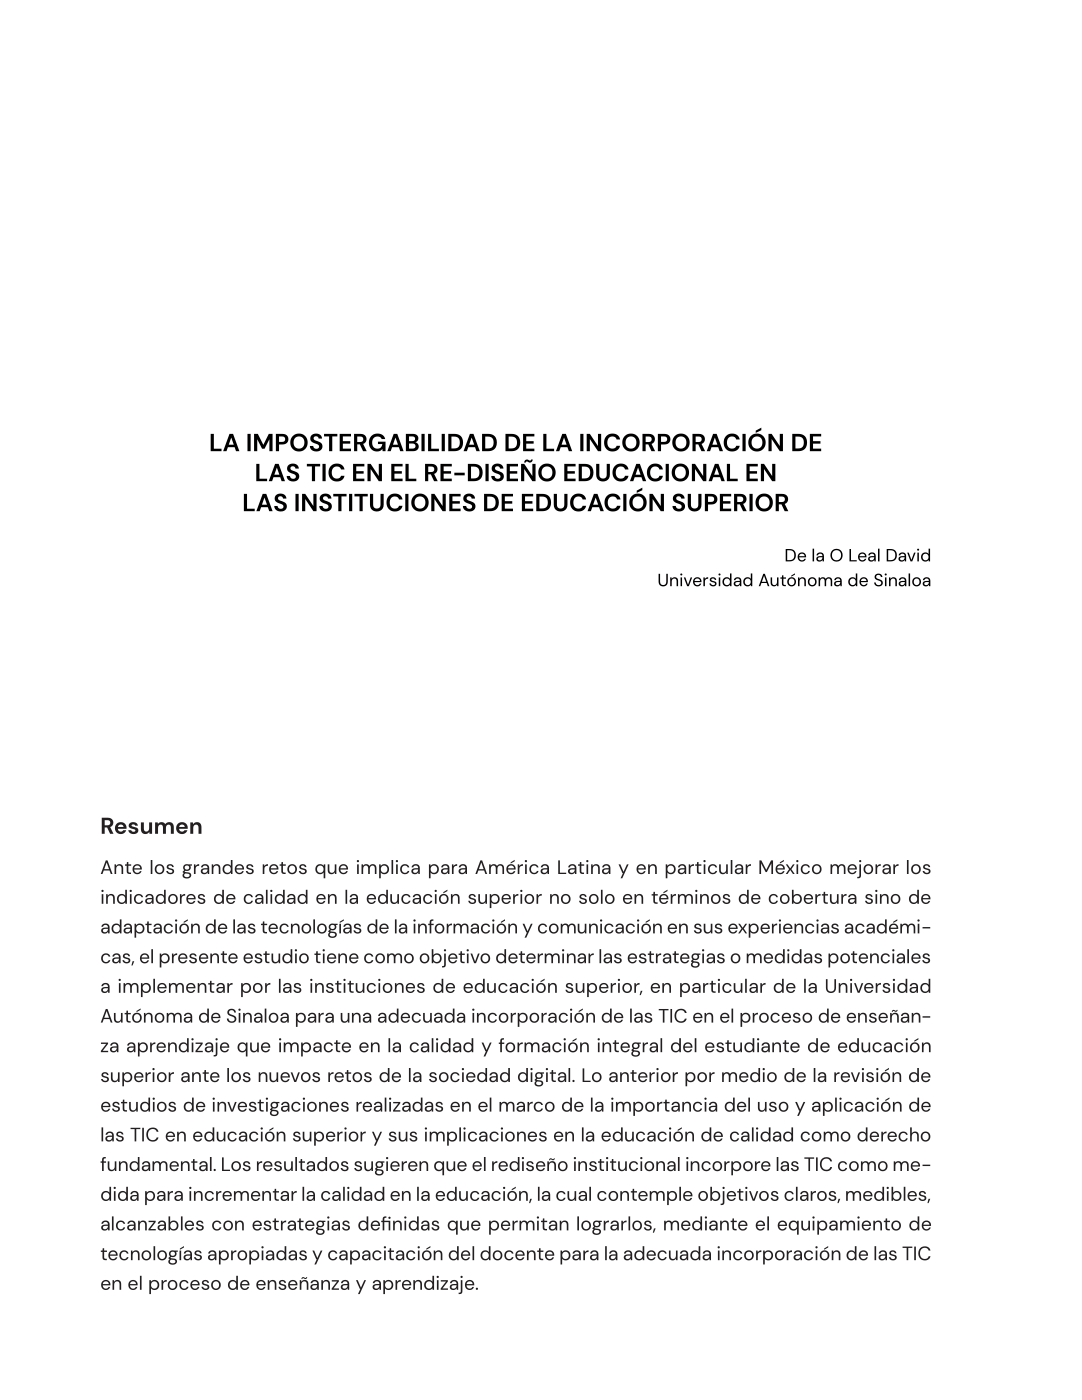 LA IMPOSTERGABILIDAD DE LA INCORPORACIÓN DE
LAS TIC EN EL RE-DISEÑO EDUCACIONAL EN
LAS INSTITUCIONES DE EDUCACIÓN SUPERIOR
De la O Leal David
Universidad Autónoma de Sinaloa
Resumen
Ante los grandes retos que implica para América Latina y en particular México mejorar los
indicadores de calidad en la educación superior no solo en términos de cobertura sino de
adaptación de las tecnologías de la información y comunicación en sus experiencias académi-
cas, el presente estudio tiene como objetivo determinar las estrategias o medidas potenciales
a implementar por las instituciones de educación superior, en particular de la Universidad
Autónoma de Sinaloa para una adecuada incorporación de las TIC en el proceso de enseñan-
za aprendizaje que impacte en la calidad y formación integral del estudiante de educación
superior ante los nuevos retos de la sociedad digital. Lo anterior por medio de la revisión de
estudios de investigaciones realizadas en el marco de la importancia del uso y aplicación de
las TIC en educación superior y sus implicaciones en la educación de calidad como derecho
fundamental. Los resultados sugieren que el rediseño institucional incorpore las TIC como me-
dida para incrementar la calidad en la educación, la cual contemple objetivos claros, medibles,
alcanzables con estrategias definidas que permitan lograrlos, mediante el equipamiento de
tecnologías apropiadas y capacitación del docente para la adecuada incorporación de las TIC
en el proceso de enseñanza y aprendizaje.